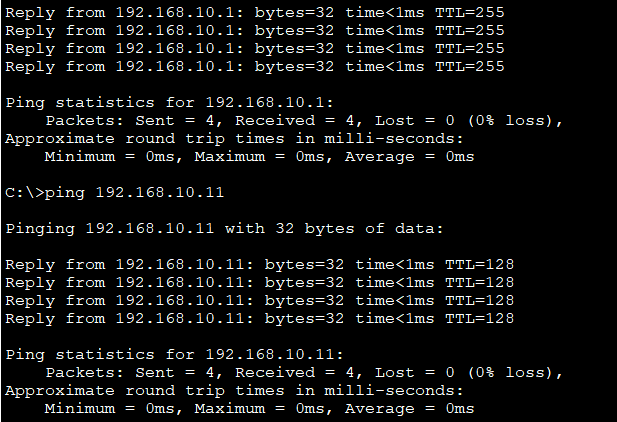 Reply from 192.168.10.1: bytes=32 time<1ms TTL=255
Reply from 192.168.10.1: bytes=32 time<1ms TTL=255
Reply from 192.168.10.1: bytes=32 time<1ms TTL=255
Reply from 192.168.10.1: bytes=32 time<1ms TTL=255
Ping statistics for 192.168.10.1:
Packets: Sent = 4, Received = 4, Lost = 0 (0% loss),
Approximate round trip times in milli-seconds:
Minimum = 0ms, Maximum = 0ms, Average = 0ms
C:\>ping 192.168.10.11
Pinging 192.168.10.11 with 32 bytes of data:
Reply from 192.168.10.11: bytes=32 time<1ms TTL=128
Reply from 192.168.10.11: bytes=32 time<1ms TTL=128
Reply from 192.168.10.11: bytes=32 time<1ms TTL=128
Reply from 192.168.10.11: bytes=32 time<1ms TTL=128
Ping statistics for 192.168.10.11:
Packets: Sent = 4, Received = 4, Lost = 0 (0% loss),
Approximate round trip times in milli-seconds:
Minimum = 0ms, Maximum = 0ms, Average = 0ms